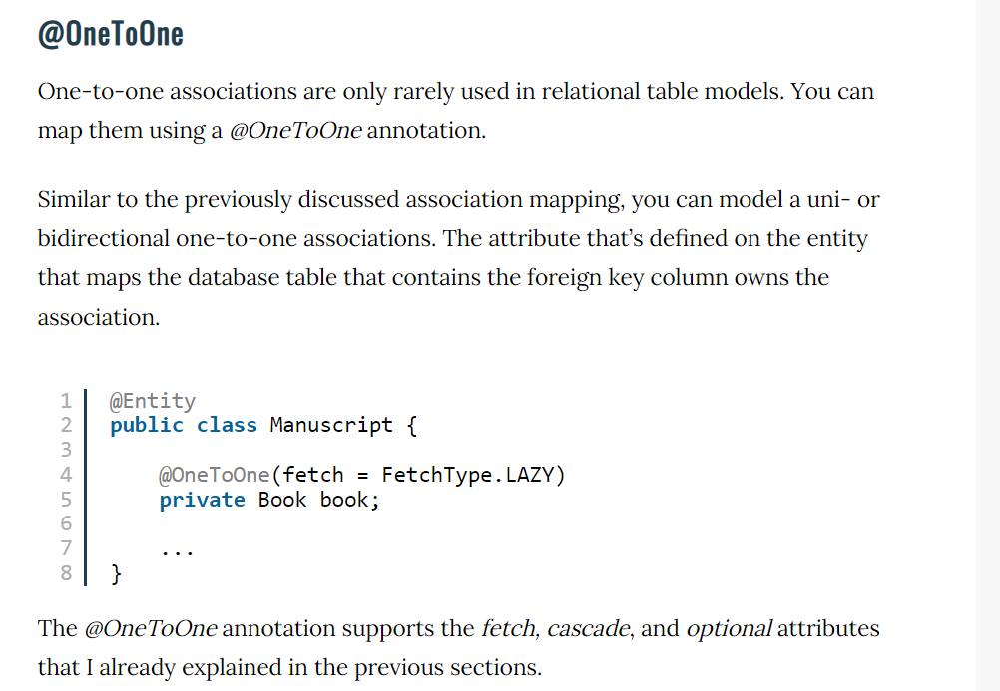 @OneToOne
One-to-one associations are only rarely used in relational table models. You can
map them using a @OneToOne annotation.
Similar to the previously discussed association mapping, you can model a uni- or
bidirectional one-to-one associations. The attribute that’s defined on the entity
that maps the database table that contains the foreign key column owns the
association.
1 @Entity
2 public class Manuscript {
3
4 @OneToOne(fetch = FetchType.LAZY)
5 private Book book;
6
7 ...
8 }
The @OneToOne annotation supports the fetch, cascade, and optional attributes
that I already explained in the previous sections.